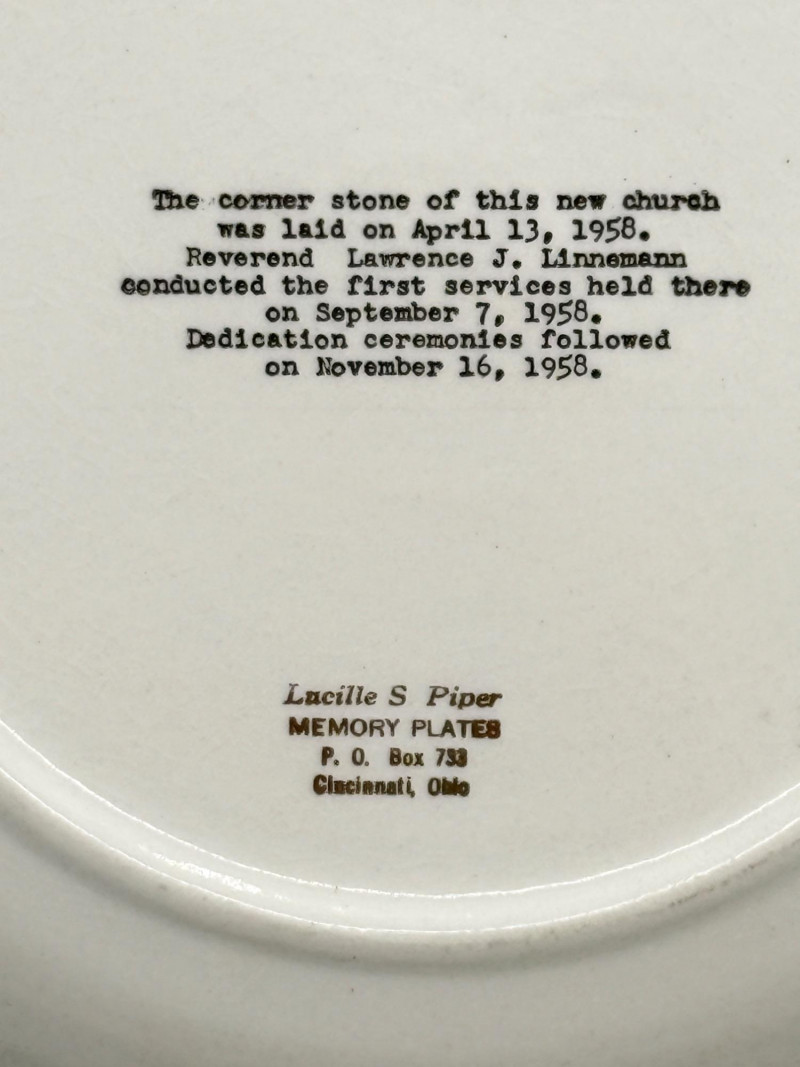 The corner stone of this new church
was laid on April 13, 1958.
Reverend Lawrence J. Linnemann
conducted the first services held there
on September 7, 1958.
Dedication ceremonies followed
on November 16, 1958.
Lucille S Piper
MEMORY PLATES
P. O. Box 733
Cincinnati, Ohio